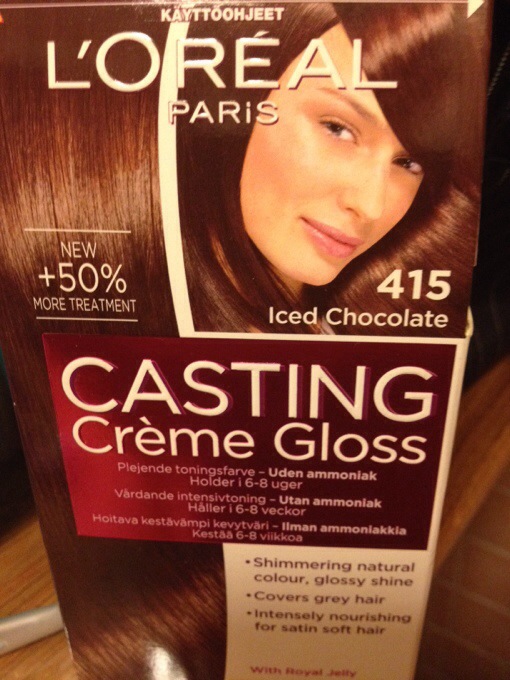 KÄYTTÖOHJEET
L'ORÉAL
PARiS
NEW
+50%
MORE TREATMENT
415
Iced Chocolate
CASTING
Crème Gloss
Plejende toningsfarve – Uden ammoniak
Holder i 6-8 uger
Vårdande intensivtoning – Utan ammoniak
Håller i 6-8 veckor
Hoitava kestävämpi kevytväri – Ilman ammoniakkia
Kestää 6-8 viikkoa
•Shimmering natural
colour, glossy shine
•Covers grey hair
•Intensely nourishing
for satin soft hair
With Royal Jelly